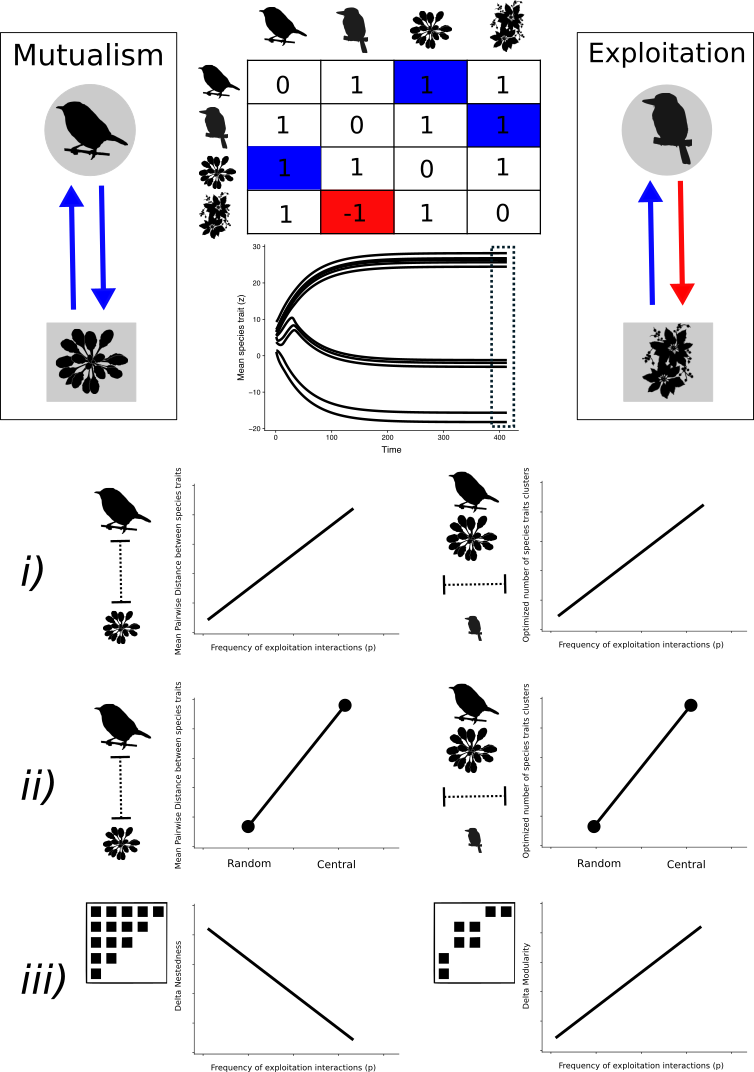 Mutualism
Exploitation
0 1 1 1
1 0 1 1
1 1 0 1
1 -1 1 0
Mean species trait (z)
30
20
10
0
−10
−20
0 100 200 300 400
Time
i)
Mean Pairwise Distance between species traits
Frequency of exploitation interactions (p)
Optimized number of species traits clusters
Frequency of exploitation interactions (p)
ii)
Mean Pairwise Distance between species traits
Random Central
Optimized number of species traits clusters
Random Central
iii)
Delta Nestedness
Frequency of exploitation interactions (p)
Delta Modularity
Frequency of exploitation interactions (p)